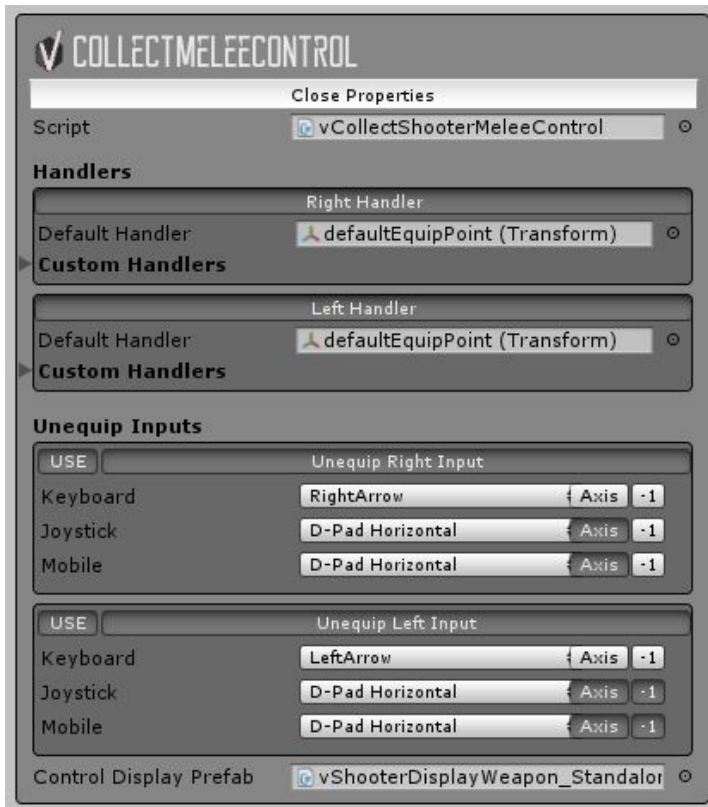 COLLECTMELEECONTROL
Close Properties
Script vCollectShooterMeleeControl
Handlers
Right Handler
Default Handler defaultEquipPoint (Transform)
Custom Handlers
Left Handler
Default Handler defaultEquipPoint (Transform)
Custom Handlers
Unequip Inputs
USE Unequip Right Input
Keyboard RightArrow Axis -1
Joystick D-Pad Horizontal Axis -1
Mobile D-Pad Horizontal Axis -1
USE Unequip Left Input
Keyboard LeftArrow Axis -1
Joystick D-Pad Horizontal Axis -1
Mobile D-Pad Horizontal Axis -1
Control Display Prefab vShooterDisplayWeapon_Standalor